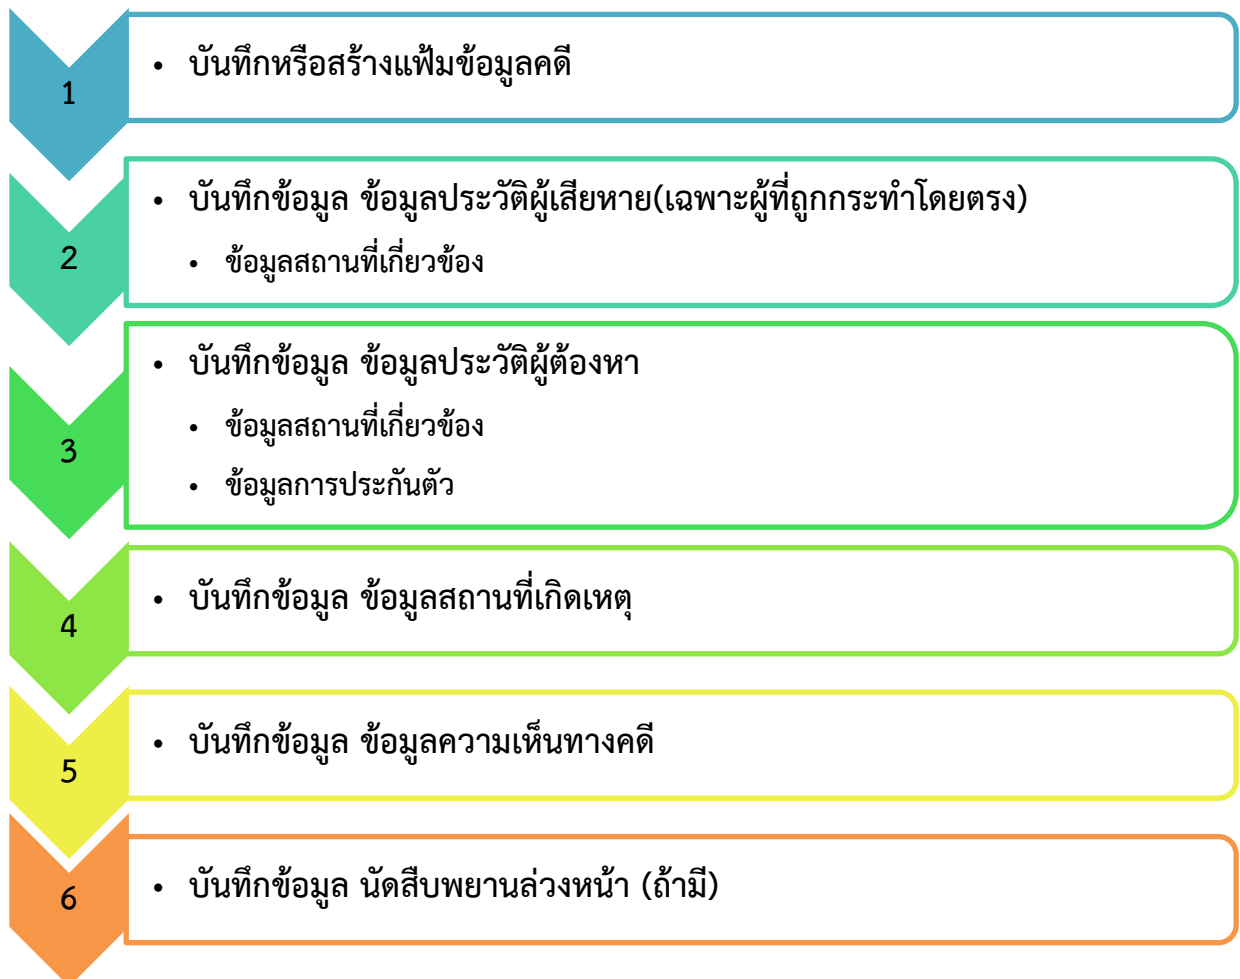 1
• บันทึกหรือสร้างแฟ้มข้อมูลคดี
2
• บันทึกข้อมูล ข้อมูลประวัติผู้เสียหาย(เฉพาะผู้ที่ถูกกระทำโดยตรง)
• ข้อมูลสถานที่เกี่ยวข้อง
3
• บันทึกข้อมูล ข้อมูลประวัติผู้ต้องหา
• ข้อมูลสถานที่เกี่ยวข้อง
• ข้อมูลการประกันตัว
4
• บันทึกข้อมูล ข้อมูลสถานที่เกิดเหตุ
5
• บันทึกข้อมูล ข้อมูลความเห็นทางคดี
6
• บันทึกข้อมูล นัดสืบพยานล่วงหน้า (ถ้ามี)